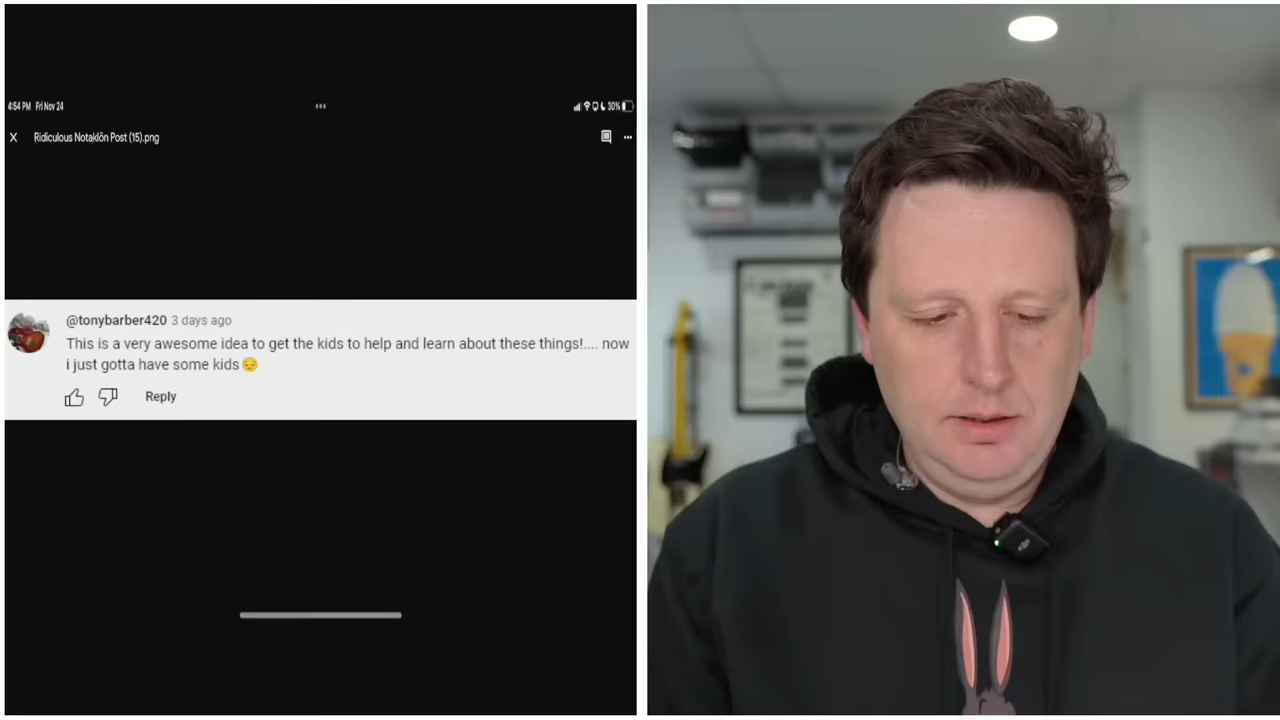 4:54 PM Fri Nov 24
30%
Ridiculous Notaklön Post (15).png
@tonybarber420 3 days ago
This is a very awesome idea to get the kids to help and learn about these things!.... now
i just gotta have some kids😔
Reply